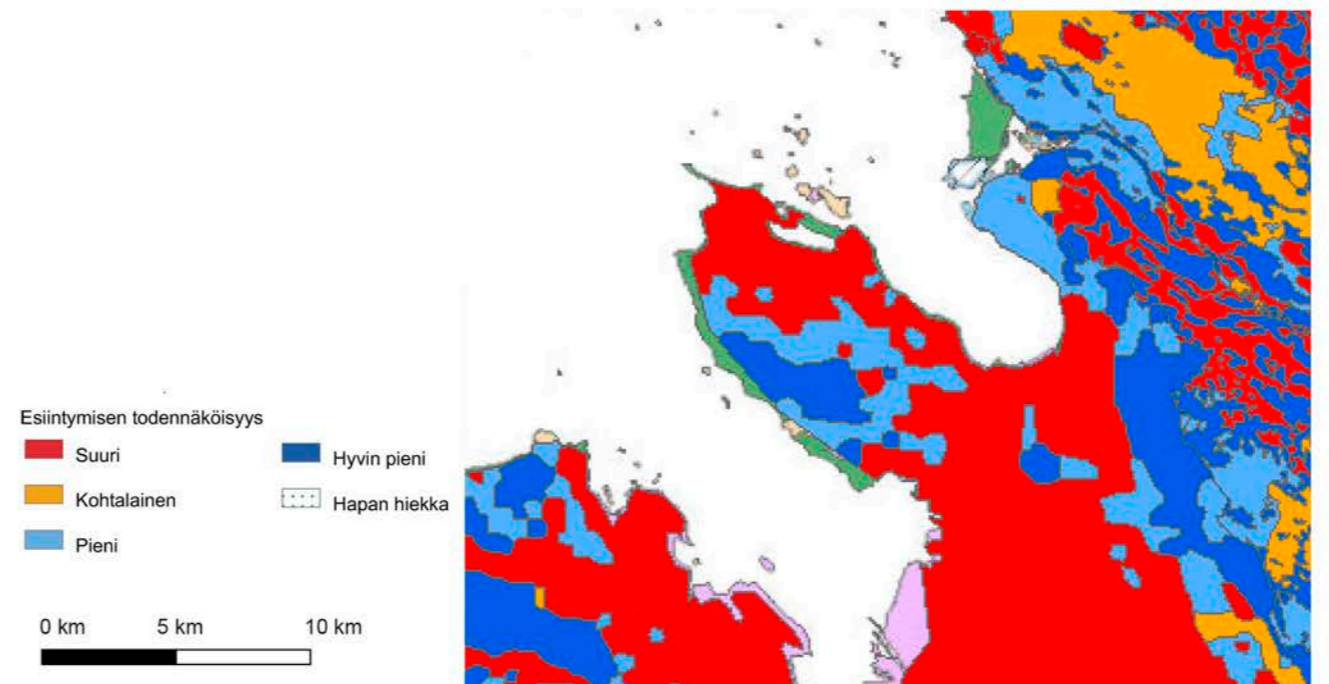 Esiintymisen todennäköisyys
Suuri
Kohtalainen
Pieni
Hyvin pieni
Hapan hiekka
0 km 5 km 10 km